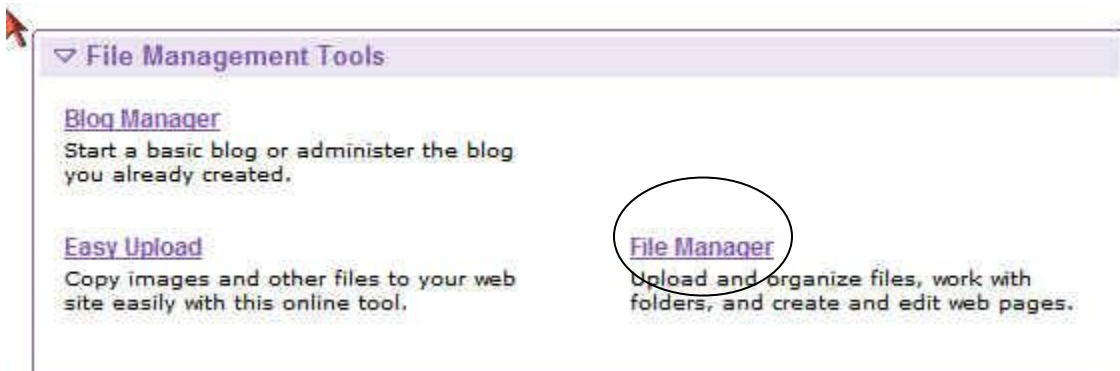 File Management Tools
Blog Manager
Start a basic blog or administer the blog
you already created.
Easy Upload
Copy images and other files to your web
site easily with this online tool.
File Manager
Upload and organize files, work with
folders, and create and edit web pages.